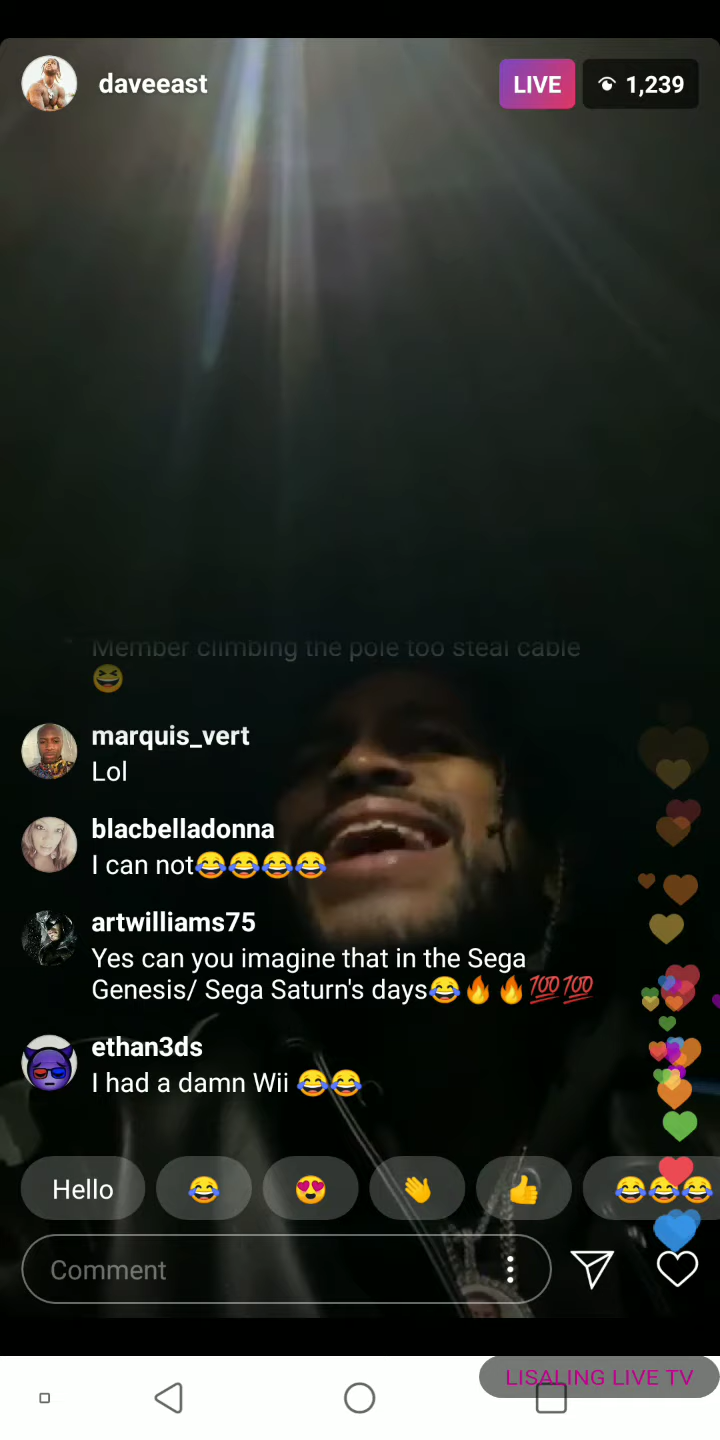 daveeast
LIVE
1,239
Member climbing the pole too steal cable
😆
marquis_vert
Lol
blacbelladonna
I can not😂😂😂😂
artwilliams75
Yes can you imagine that in the Sega
Genesis/ Sega Saturn's days😂🔥🔥💯💯
ethan3ds
I had a damn Wii 😂😂
Hello 😂 😍 👋 👍 😂😂😂
Comment
LISALING LIVE TV